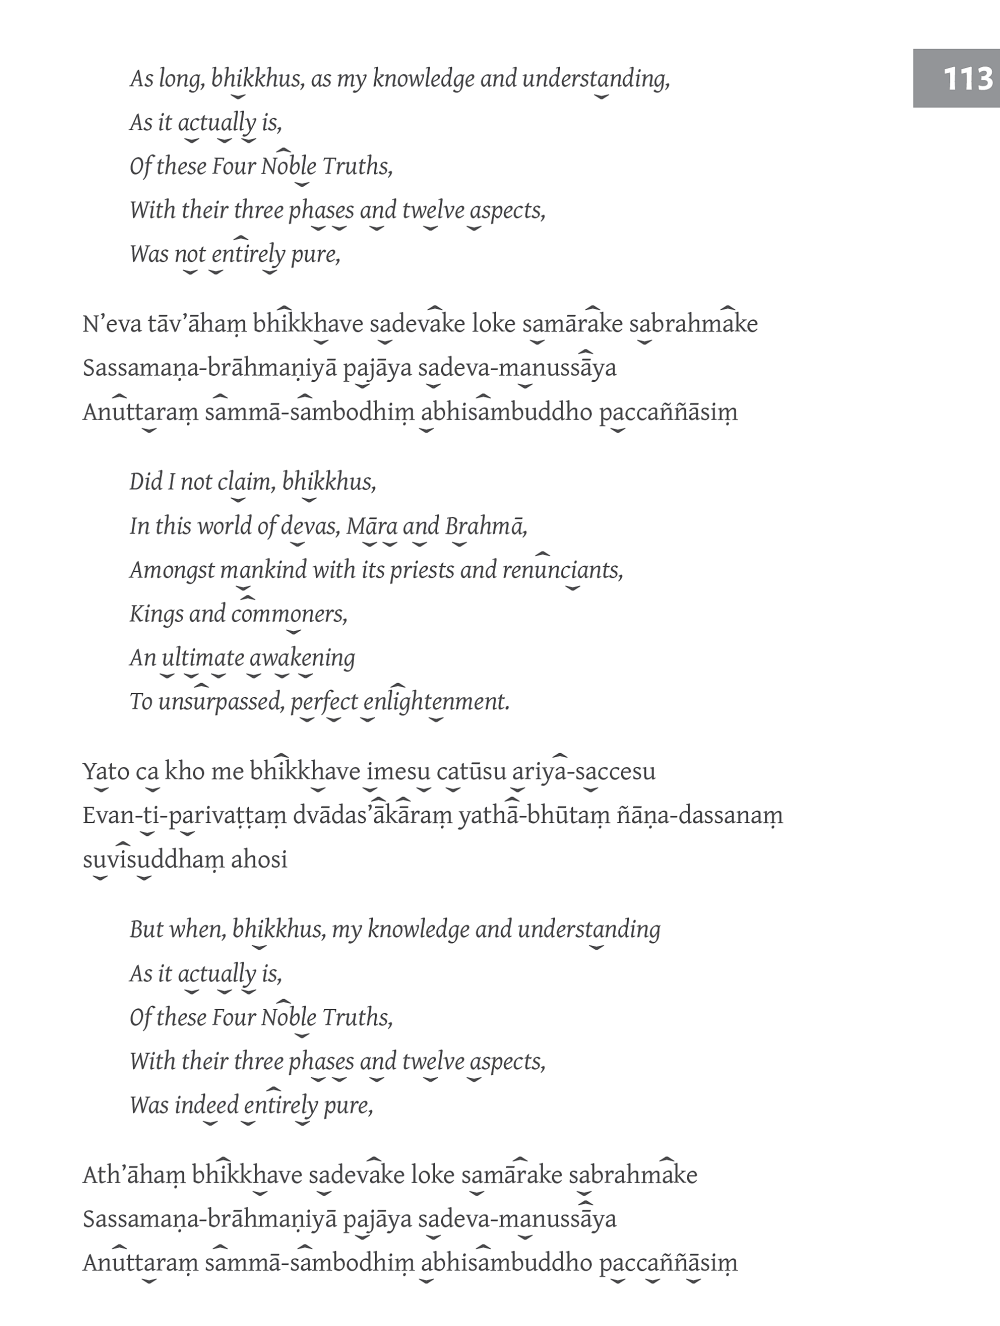 113
As long, bhikkhus, as my knowledge and understanding,
As it actually is,
Of these Four Noble Truths,
With their three phases and twelve aspects,
Was not entirely pure,
N’eva tāv’āhaṃ bhikkhave sadevake loke samārake sabrahmake
Sassamaṇa-brāhmaṇiyā pajāya sadeva-manussāya
Anuttaraṃ sammā-sambodhiṃ abhisambuddho paccaññāsiṃ
Did I not claim, bhikkhus,
In this world of devas, Māra and Brahmā,
Amongst mankind with its priests and renunciants,
Kings and commoners,
An ultimate awakening
To unsurpassed, perfect enlightenment.
Yato ca kho me bhikkhave imesu catūsu ariya-saccesu
Evan-ti-parivaṭṭaṃ dvādas’ākāraṃ yathā-bhūtaṃ ñāṇa-dassanaṃ
suvisuddhaṃ ahosi
But when, bhikkhus, my knowledge and understanding
As it actually is,
Of these Four Noble Truths,
With their three phases and twelve aspects,
Was indeed entirely pure,
Ath’āhaṃ bhikkhave sadevake loke samārake sabrahmake
Sassamaṇa-brāhmaṇiyā pajāya sadeva-manussāya
Anuttaraṃ sammā-sambodhiṃ abhisambuddho paccaññāsiṃ